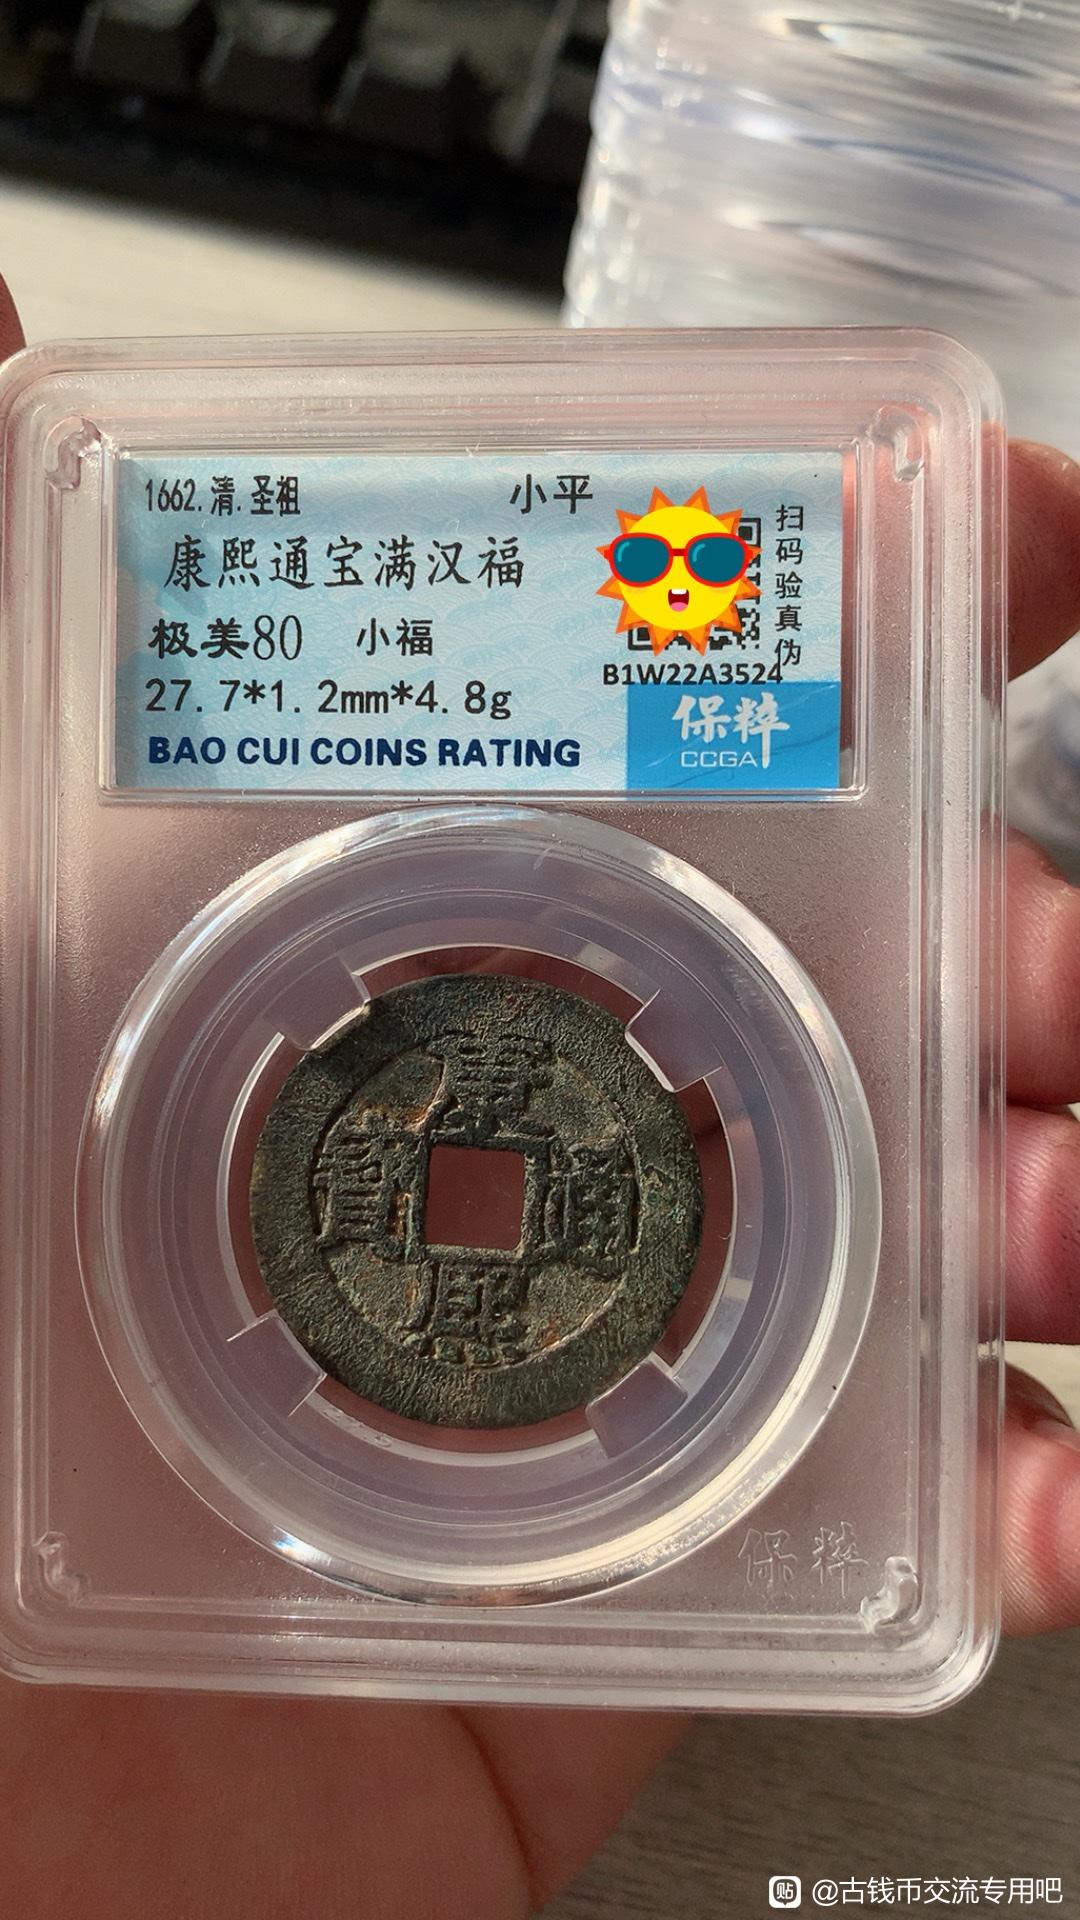 1662.清.圣祖 小平
康熙通宝满汉福
极美80 小福
27.7*1.2mm*4.8g
BAO CUI COINS RATING
扫码验真伪
B1W22A3524
保粹
CCGA
康熙通寳
保粹
贴 @古钱币交流专用吧